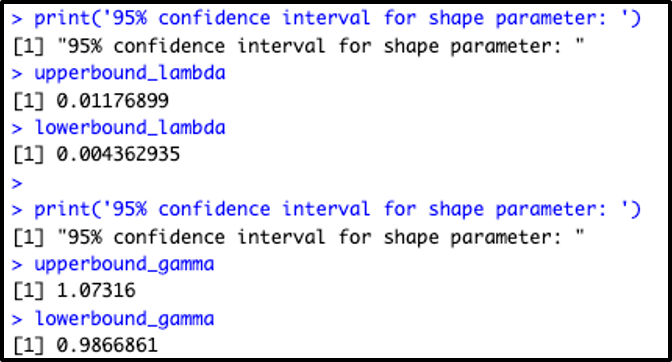 > print('95% confidence interval for shape parameter: ')
[1] "95% confidence interval for shape parameter: "
> upperbound_lambda
[1] 0.01176899
> lowerbound_lambda
[1] 0.004362935
>
> print('95% confidence interval for shape parameter: ')
[1] "95% confidence interval for shape parameter: "
> upperbound_gamma
[1] 1.07316
> lowerbound_gamma
[1] 0.9866861